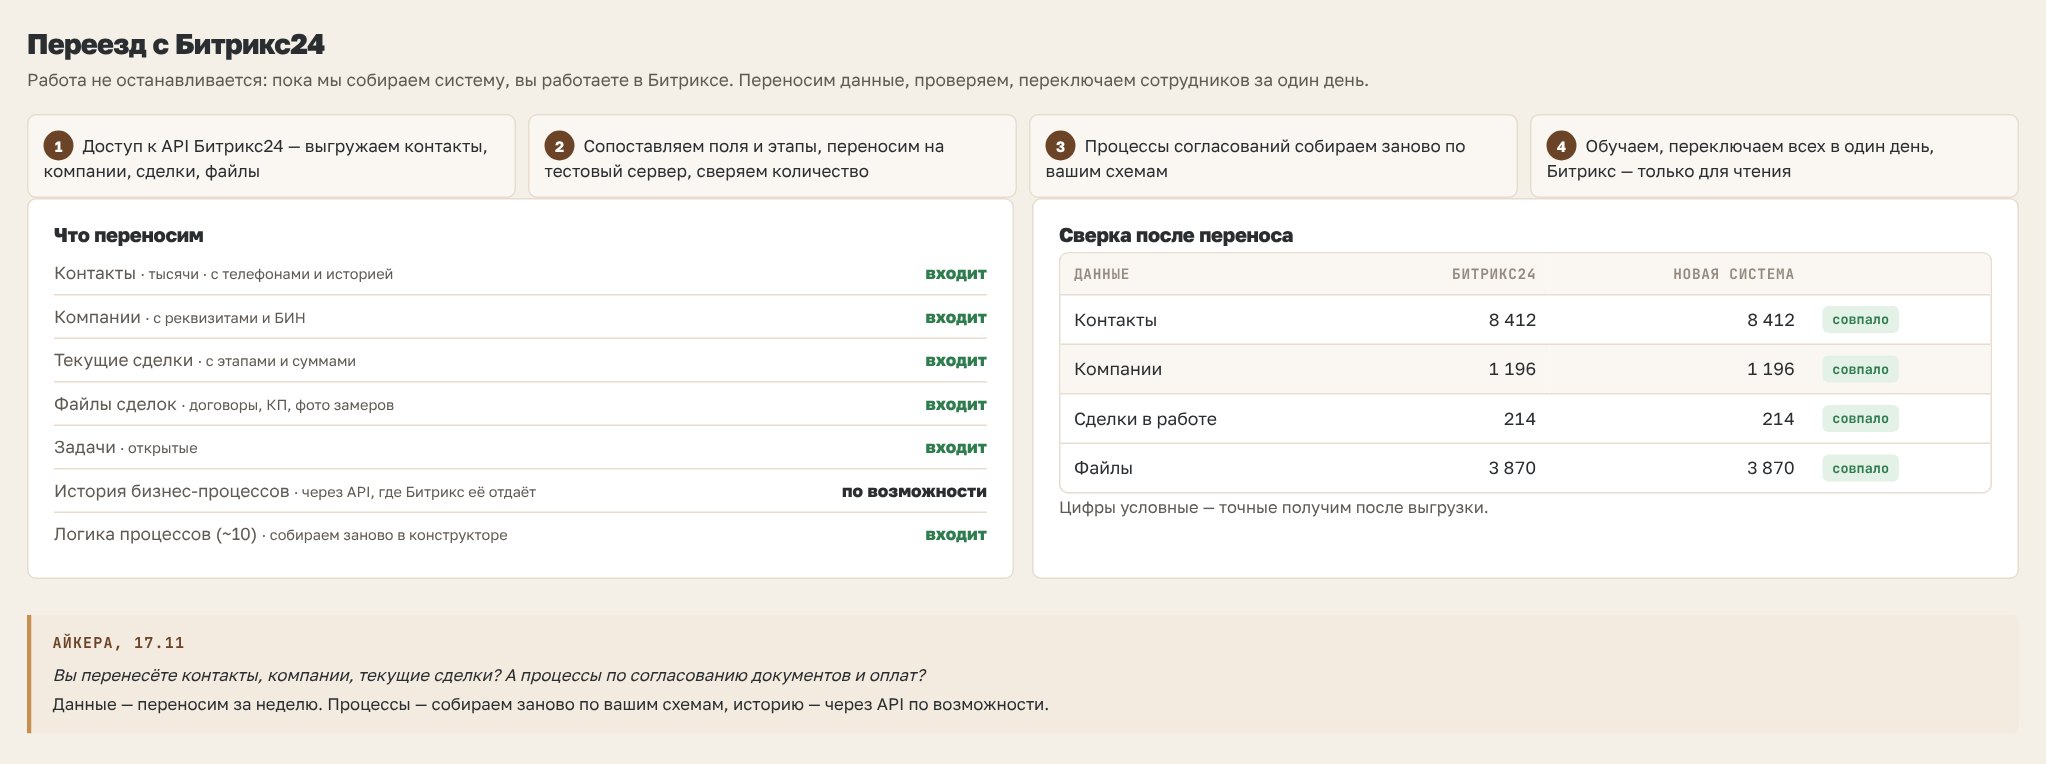 Переезд с Битрикс24
Работа не останавливается: пока мы собираем систему, вы работаете в Битриксе. Переносим данные, проверяем, переключаем сотрудников за один день.
1 Доступ к API Битрикс24 — выгружаем контакты,
компании, сделки, файлы
2 Сопоставляем поля и этапы, переносим на
тестовый сервер, сверяем количество
3 Процессы согласований собираем заново по
вашим схемам
4 Обучаем, переключаем всех в один день,
Битрикс — только для чтения
Что переносим
Контакты · тысячи · с телефонами и историей входит
Компании · с реквизитами и БИН входит
Текущие сделки · с этапами и суммами входит
Файлы сделок · договоры, КП, фото замеров входит
Задачи · открытые входит
История бизнес-процессов · через API, где Битрикс её отдаёт по возможности
Логика процессов (~10) · собираем заново в конструкторе входит
Сверка после переноса
ДАННЫЕ БИТРИКС24 НОВАЯ СИСТЕМА
Контакты 8 412 8 412 совпало
Компании 1 196 1 196 совпало
Сделки в работе 214 214 совпало
Файлы 3 870 3 870 совпало
Цифры условные — точные получим после выгрузки.
АЙКЕРА, 17.11
Вы перенесёте контакты, компании, текущие сделки? А процессы по согласованию документов и оплат?
Данные — переносим за неделю. Процессы — собираем заново по вашим схемам, историю — через API по возможности.